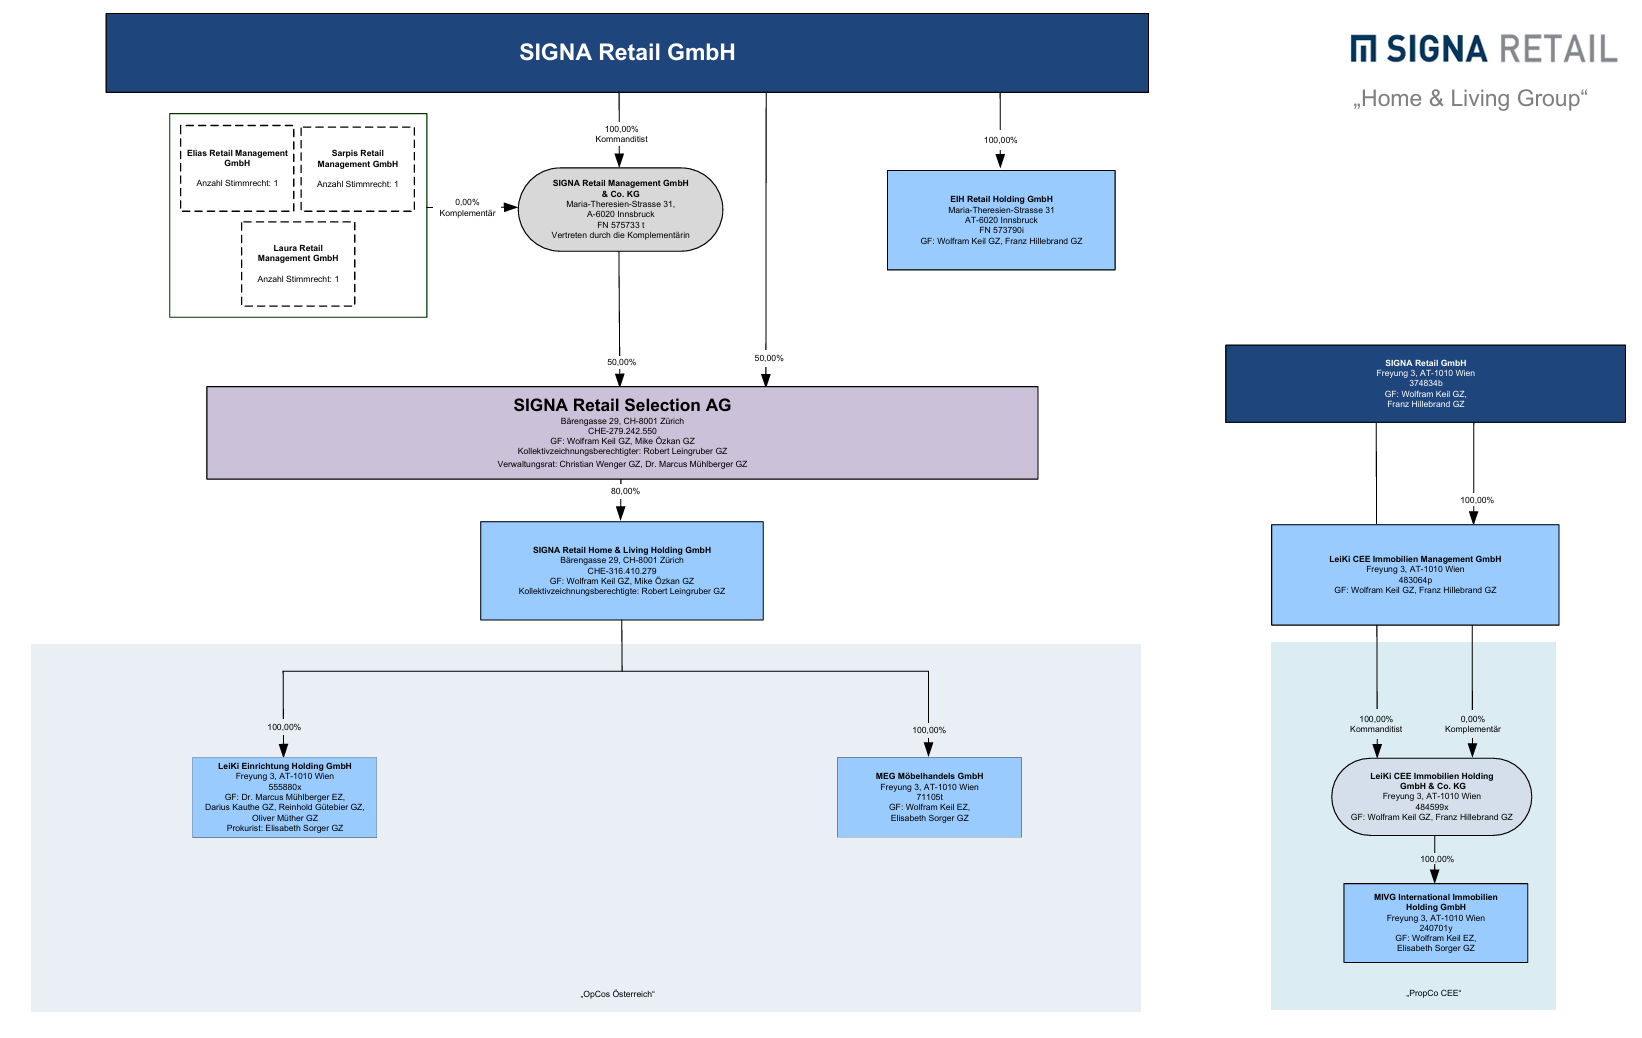 SIGNA Retail GmbH
SIGNA RETAIL
„Home & Living Group“
Elias Retail Management
GmbH
Anzahl Stimmrecht: 1
Sarpis Retail
Management GmbH
Anzahl Stimmrecht: 1
Laura Retail
Management GmbH
Anzahl Stimmrecht: 1
0,00%
Komplementär
100,00%
Kommanditist
SIGNA Retail Management GmbH
& Co. KG
Maria-Theresien-Strasse 31,
A-6020 Innsbruck
FN 575733 t
Vertreten durch die Komplementärin
100,00%
EIH Retail Holding GmbH
Maria-Theresien-Strasse 31
AT-6020 Innsbruck
FN 573790i
GF: Wolfram Keil GZ, Franz Hillebrand GZ
50,00%
50,00%
SIGNA Retail Selection AG
Bärengasse 29, CH-8001 Zürich
CHE-279.242.550
GF: Wolfram Keil GZ, Mike Özkan GZ
Kollektivzeichnungsberechtigter: Robert Leingruber GZ
Verwaltungsrat: Christian Wenger GZ, Dr. Marcus Mühlberger GZ
80,00%
SIGNA Retail Home & Living Holding GmbH
Bärengasse 29, CH-8001 Zürich
CHE-316.410.279
GF: Wolfram Keil GZ, Mike Özkan GZ
Kollektivzeichnungsberechtigte: Robert Leingruber GZ
100,00%
LeiKi Einrichtung Holding GmbH
Freyung 3, AT-1010 Wien
555880x
GF: Dr. Marcus Mühlberger EZ,
Darius Kauthe GZ, Reinhold Gütebier GZ,
Oliver Müther GZ
Prokurist: Elisabeth Sorger GZ
100,00%
MEG Möbelhandels GmbH
Freyung 3, AT-1010 Wien
71105t
GF: Wolfram Keil EZ,
Elisabeth Sorger GZ
„OpCos Österreich“
SIGNA Retail GmbH
Freyung 3, AT-1010 Wien
374834b
GF: Wolfram Keil GZ,
Franz Hillebrand GZ
100,00%
LeiKi CEE Immobilien Management GmbH
Freyung 3, AT-1010 Wien
483064p
GF: Wolfram Keil GZ, Franz Hillebrand GZ
100,00%
Kommanditist
0,00%
Komplementär
LeiKi CEE Immobilien Holding
GmbH & Co. KG
Freyung 3, AT-1010 Wien
484599x
GF: Wolfram Keil GZ, Franz Hillebrand GZ
100,00%
MIVG International Immobilien
Holding GmbH
Freyung 3, AT-1010 Wien
240701y
GF: Wolfram Keil EZ,
Elisabeth Sorger GZ
„PropCo CEE“